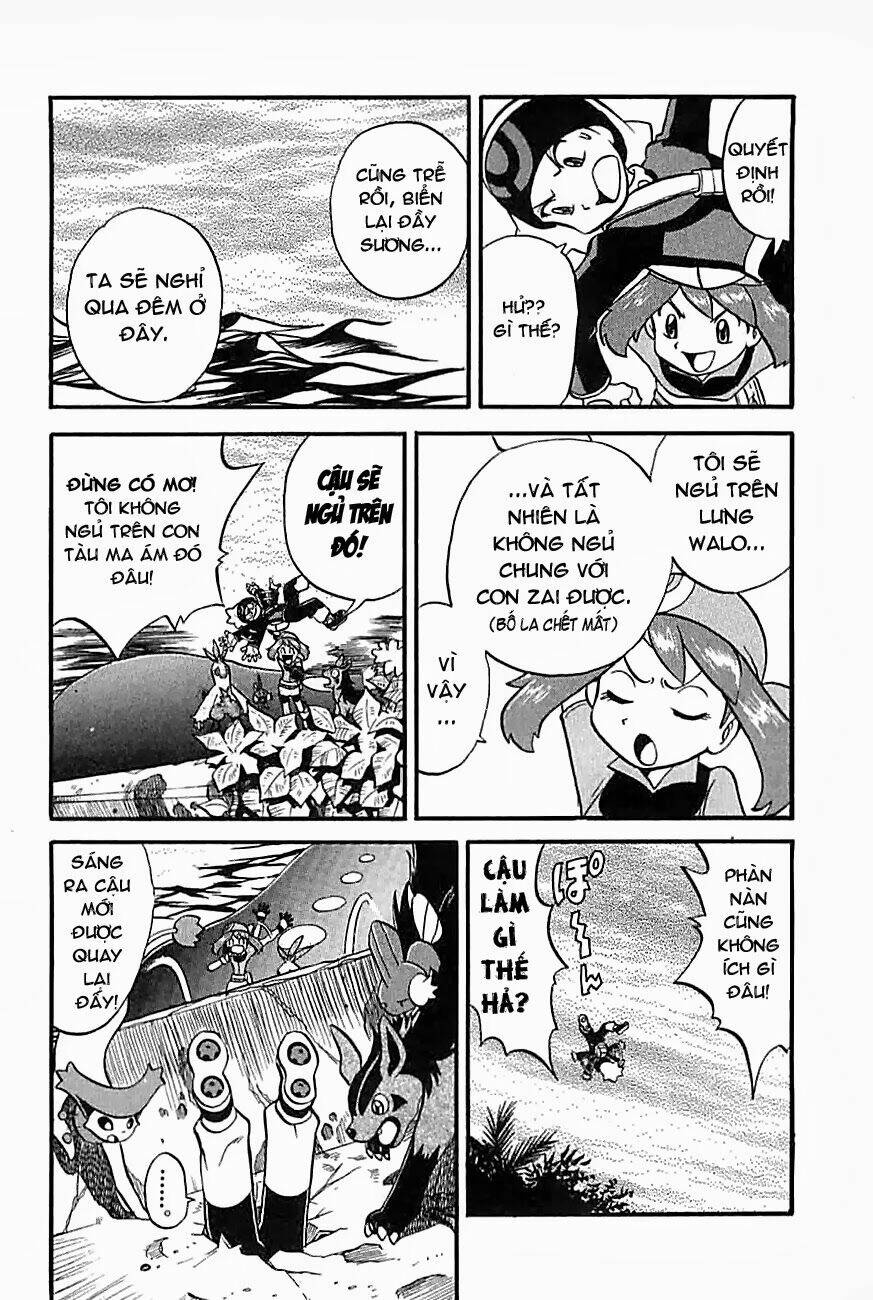 QUYẾT
ĐỊNH
RỒI!
HỬ??
GÌ THẾ?
CŨNG TRỄ
RỒI, BIỂN
LẠI ĐẦY
SƯƠNG...
TA SẼ NGHỈ
QUA ĐÊM Ở
ĐÂY.
TÔI SẼ
NGỦ TRÊN
LƯNG
WALO...
...VÀ TẤT
NHIÊN LÀ
KHÔNG NGỦ
CHUNG VỚI
CON ZAI ĐƯỢC.
(BỐ LA CHẾT MẤT)
VÌ
VẬY
...
CẬU SẼ
NGỦ TRÊN
ĐÓ!
ĐỪNG CÓ MƠ!
TÔI KHÔNG
NGỦ TRÊN CON
TÀU MA ÁM ĐÓ
ĐÂU!
PHÀN
NÀN
CŨNG
KHÔNG
ÍCH GÌ
ĐÂU!
ぽ〜〜ん
CẬU
LÀM
GÌ
THẾ
HẢ?
SÁNG
RA CẬU
MỚI
ĐƯỢC
QUAY
LẠI
ĐẤY!
........